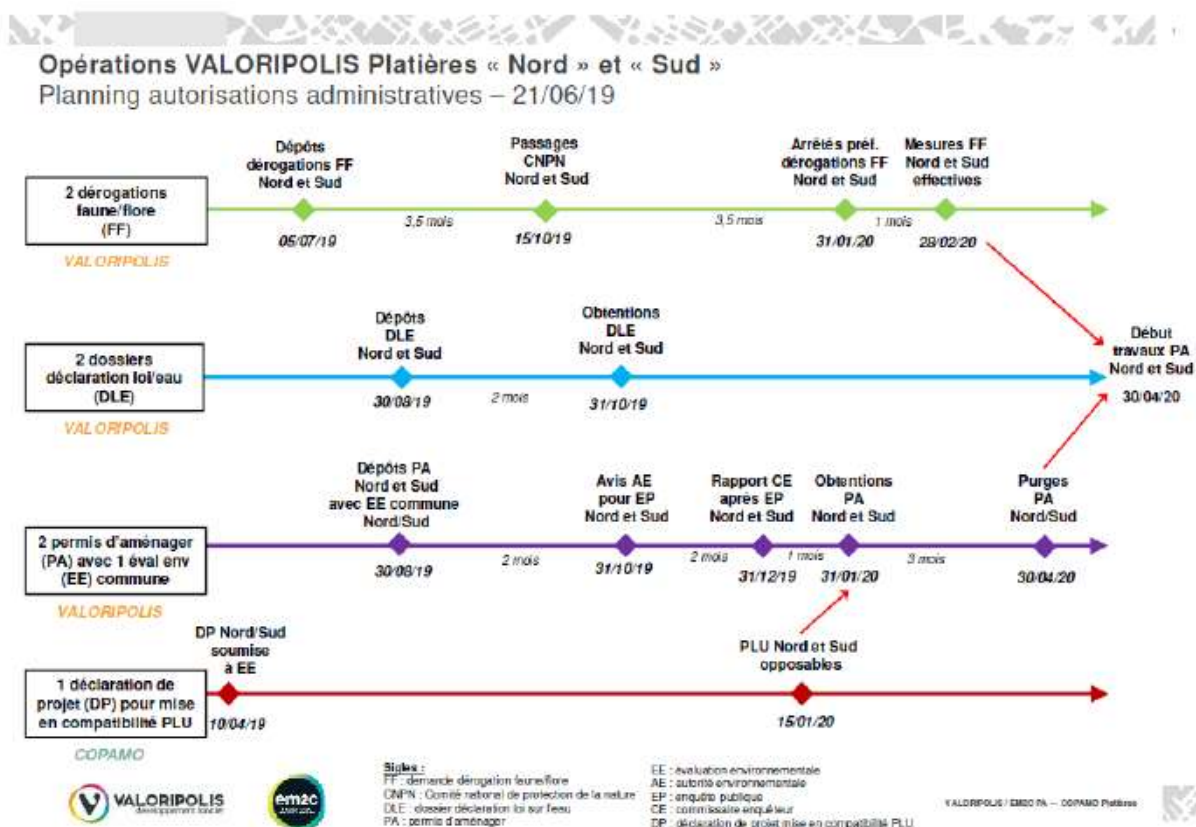 Opérations VALORIPOLIS Platières « Nord » et « Sud »
Planning autorisations administratives – 21/06/19
2 dérogations
faune/flore
(FF)
VALORIPOLIS
Dépôts
dérogations FF
Nord et Sud
05/07/19
3,5 mois
Passages
CNPN
Nord et Sud
15/10/19
3,5 mois
Arrêtés préf.
dérogations FF
Nord et Sud
31/01/20
1 mois
Mesures FF
Nord et Sud
effectives
28/02/20
2 dossiers
déclaration loi/eau
(DLE)
VALORIPOLIS
Dépôts
DLE
Nord et Sud
30/08/19
2 mois
Obtentions
DLE
Nord et Sud
31/10/19
Début
travaux PA
Nord et Sud
30/04/20
2 permis d'aménager
(PA) avec 1 éval env
(EE) commune
VALORIPOLIS
Dépôts PA
Nord et Sud
avec EE commune
Nord/Sud
30/08/19
2 mois
Avis AE
pour EP
Nord et Sud
31/10/19
2 mois
Rapport CE
après EP
Nord et Sud
31/12/19
1 mois
Obtentions
PA
Nord et Sud
31/01/20
3 mois
Purges
PA
Nord/Sud
30/04/20
1 déclaration de
projet (DP) pour mise
en compatibilité PLU
COPAMO
DP Nord/Sud
soumise
à EE
10/04/19
PLU Nord et Sud
opposables
15/01/20
VALORIPOLIS
développement foncier
em2c
Sigles :
FF : demande dérogation faune/flore
CNPN : Comité national de protection de la nature
DLE : dossier déclaration loi sur l'eau
PA : permis d'aménager
EE : évaluation environnementale
AE : autorité environnementale
EP : enquête publique
CE : commissaire enquêteur
DP : déclaration de projet mise en compatibilité PLU
VALORIPOLIS / EM2C PA – COPAMO Platières